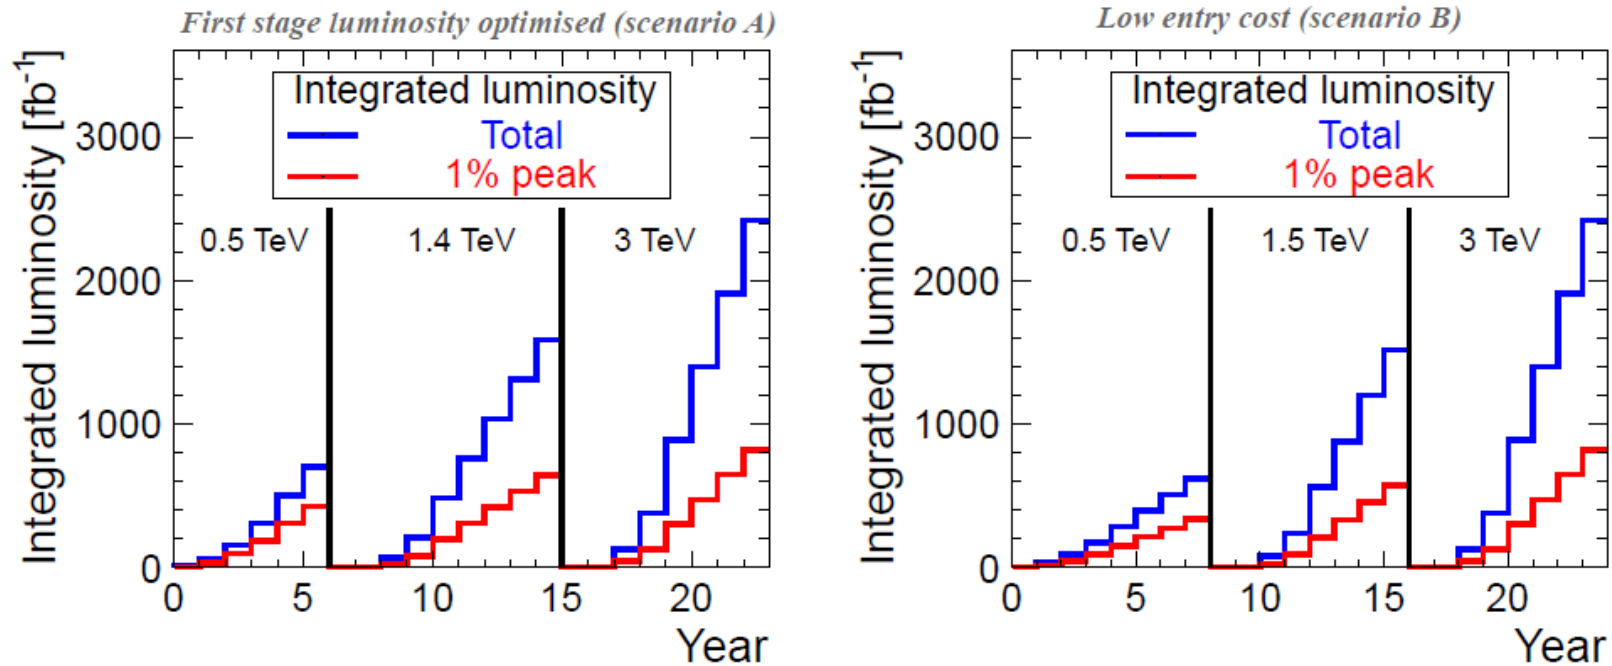 First stage luminosity optimised (scenario A)
Integrated luminosity [fb⁻¹]
3000
2000
1000
0
Integrated luminosity
Total
1% peak
0.5 TeV
1.4 TeV
3 TeV
0
5
10
15
20
Year
Low entry cost (scenario B)
Integrated luminosity [fb⁻¹]
3000
2000
1000
0
Integrated luminosity
Total
1% peak
0.5 TeV
1.5 TeV
3 TeV
0
5
10
15
20
Year